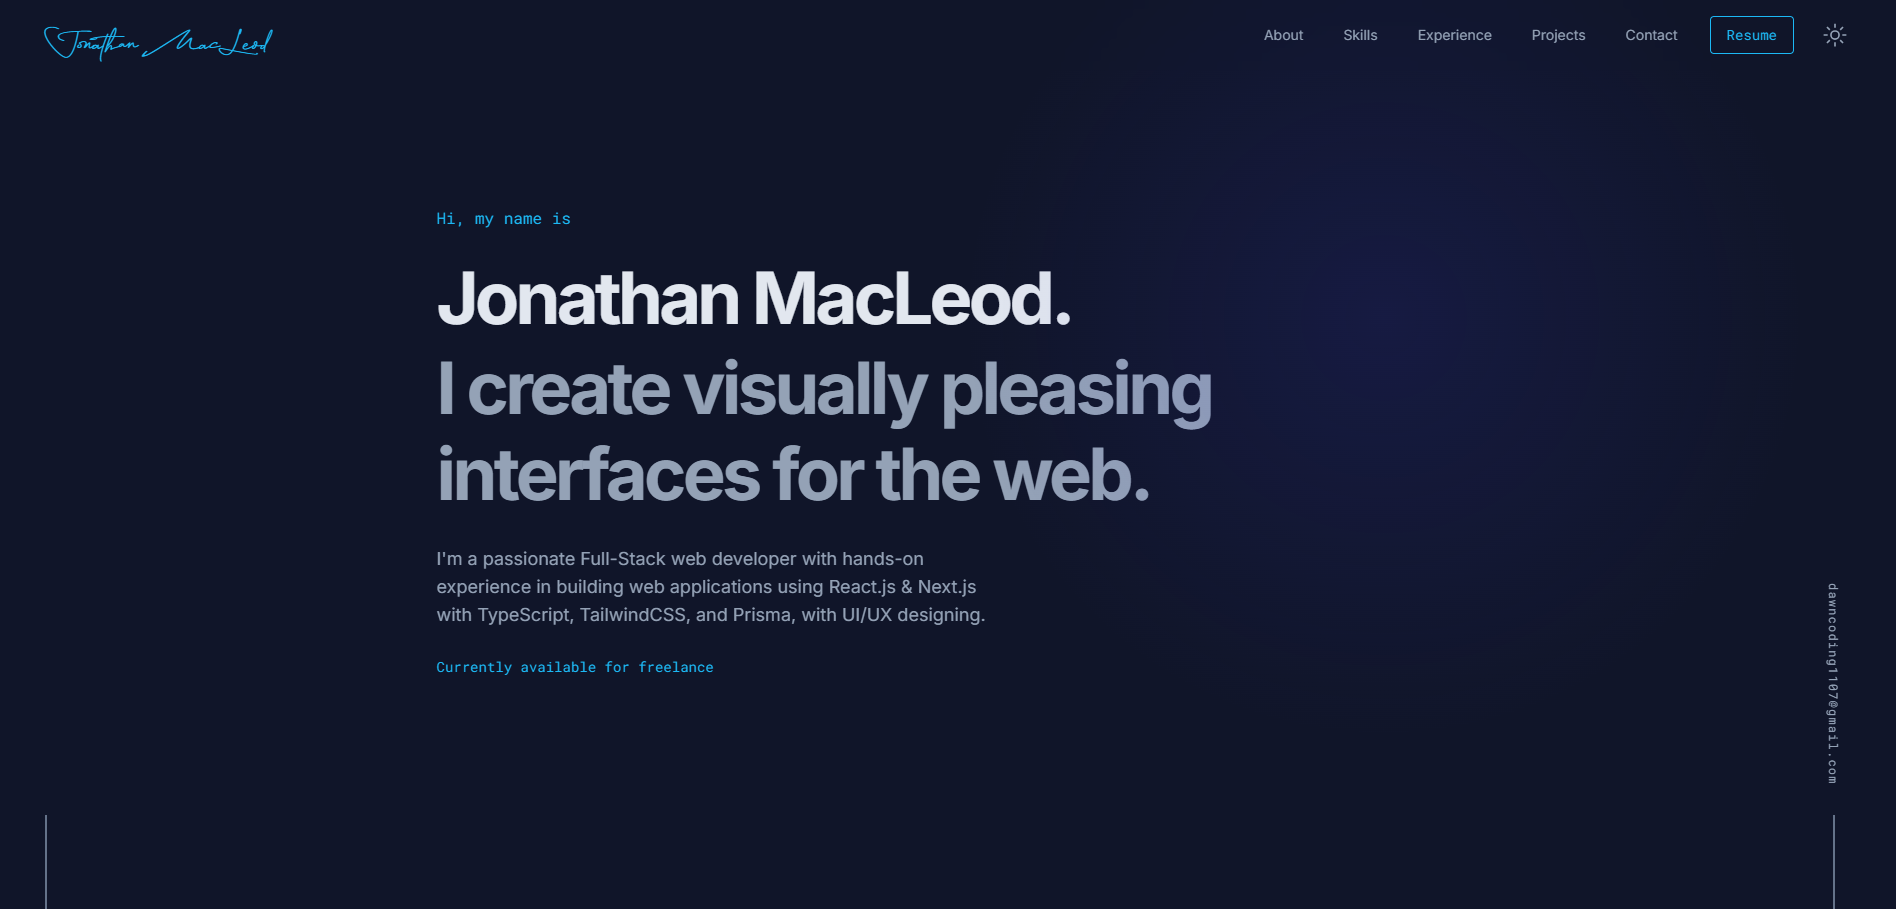 Jonathan MacLeod
About
Skills
Experience
Projects
Contact
Resume
Hi, my name is
Jonathan MacLeod.
I create visually pleasing
interfaces for the web.
I'm a passionate Full-Stack web developer with hands-on
experience in building web applications using React.js & Next.js
with TypeScript, TailwindCSS, and Prisma, with UI/UX designing.
Currently available for freelance
dawncoding1107@gmail.com